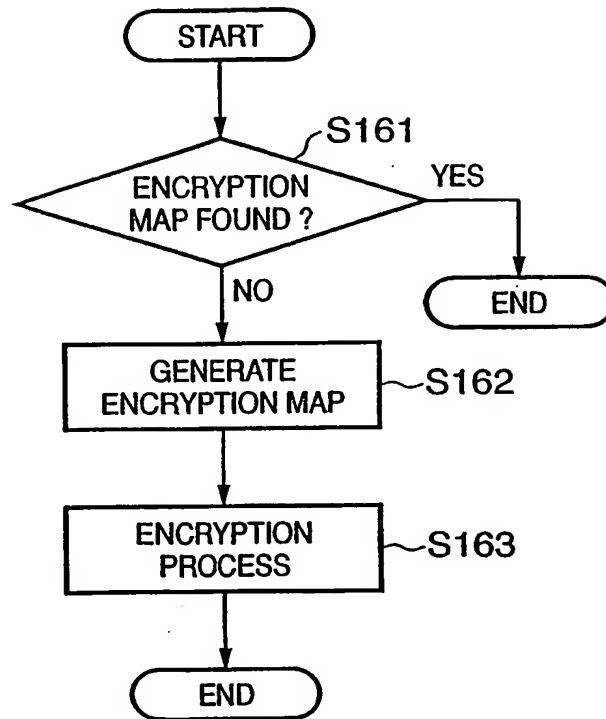 START
S161
ENCRYPTION
MAP FOUND ?
YES
END
NO
GENERATE
ENCRYPTION MAP
S162
ENCRYPTION
PROCESS
S163
END